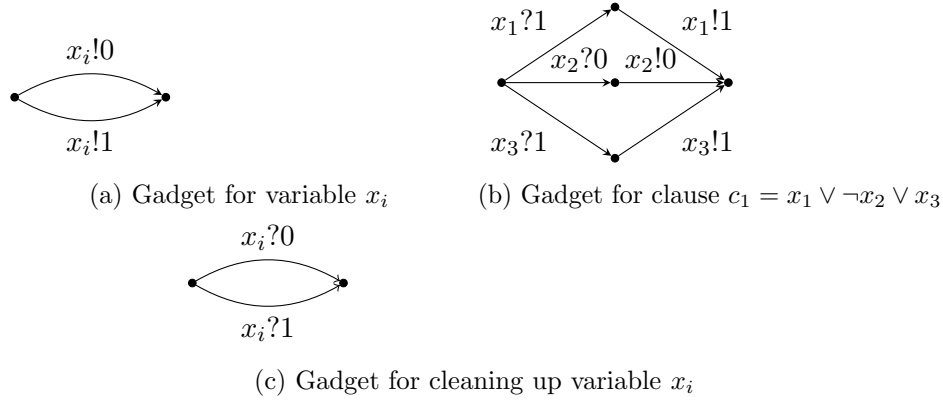 x_i!0
x_i!1
(a) Gadget for variable x_i
x_1?1 x_1!1
x_2?0 x_2!0
x_3?1 x_3!1
(b) Gadget for clause c_1 = x_1 ∨ ¬x_2 ∨ x_3
x_i?0
x_i?1
(c) Gadget for cleaning up variable x_i